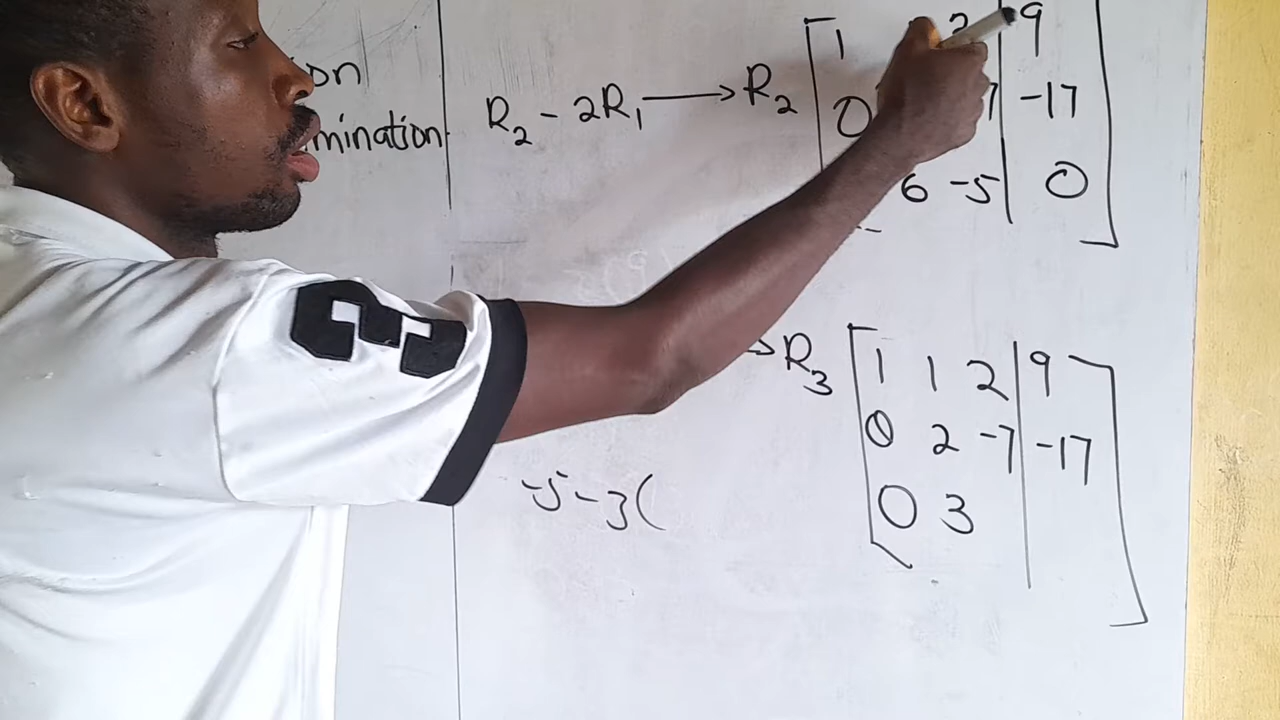 on
mination
R₂ - 2R₁ → R₂
1 2 | 9
0 7 | -17
6 -5 | 0
→ R₃
1 1 2 | 9
0 2 -7 | -17
0 3
-5-3(